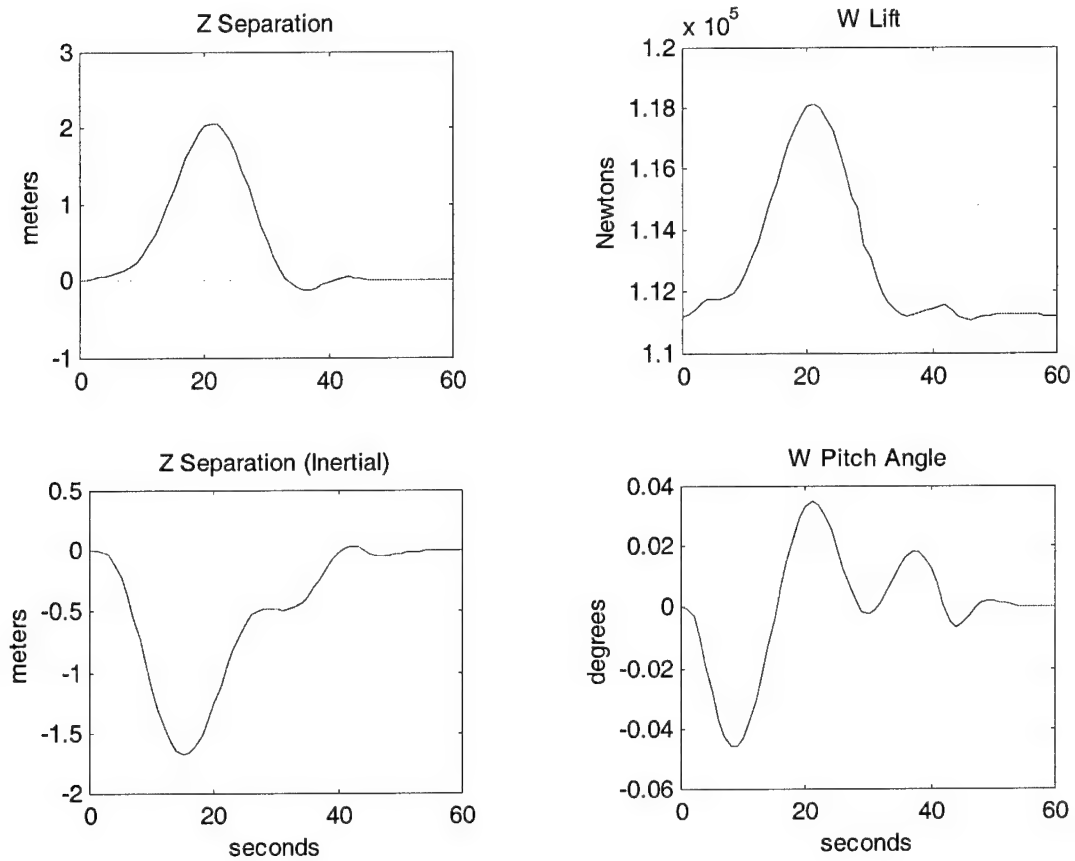 Z Separation
3
2
1
0
-1
meters
0 20 40 60
W Lift
x 10^5
1.2
1.18
1.16
1.14
1.12
1.1
Newtons
0 20 40 60
Z Separation (Inertial)
0.5
0
-0.5
-1
-1.5
-2
meters
0 20 40 60
seconds
W Pitch Angle
0.04
0.02
0
-0.02
-0.04
-0.06
degrees
0 20 40 60
seconds